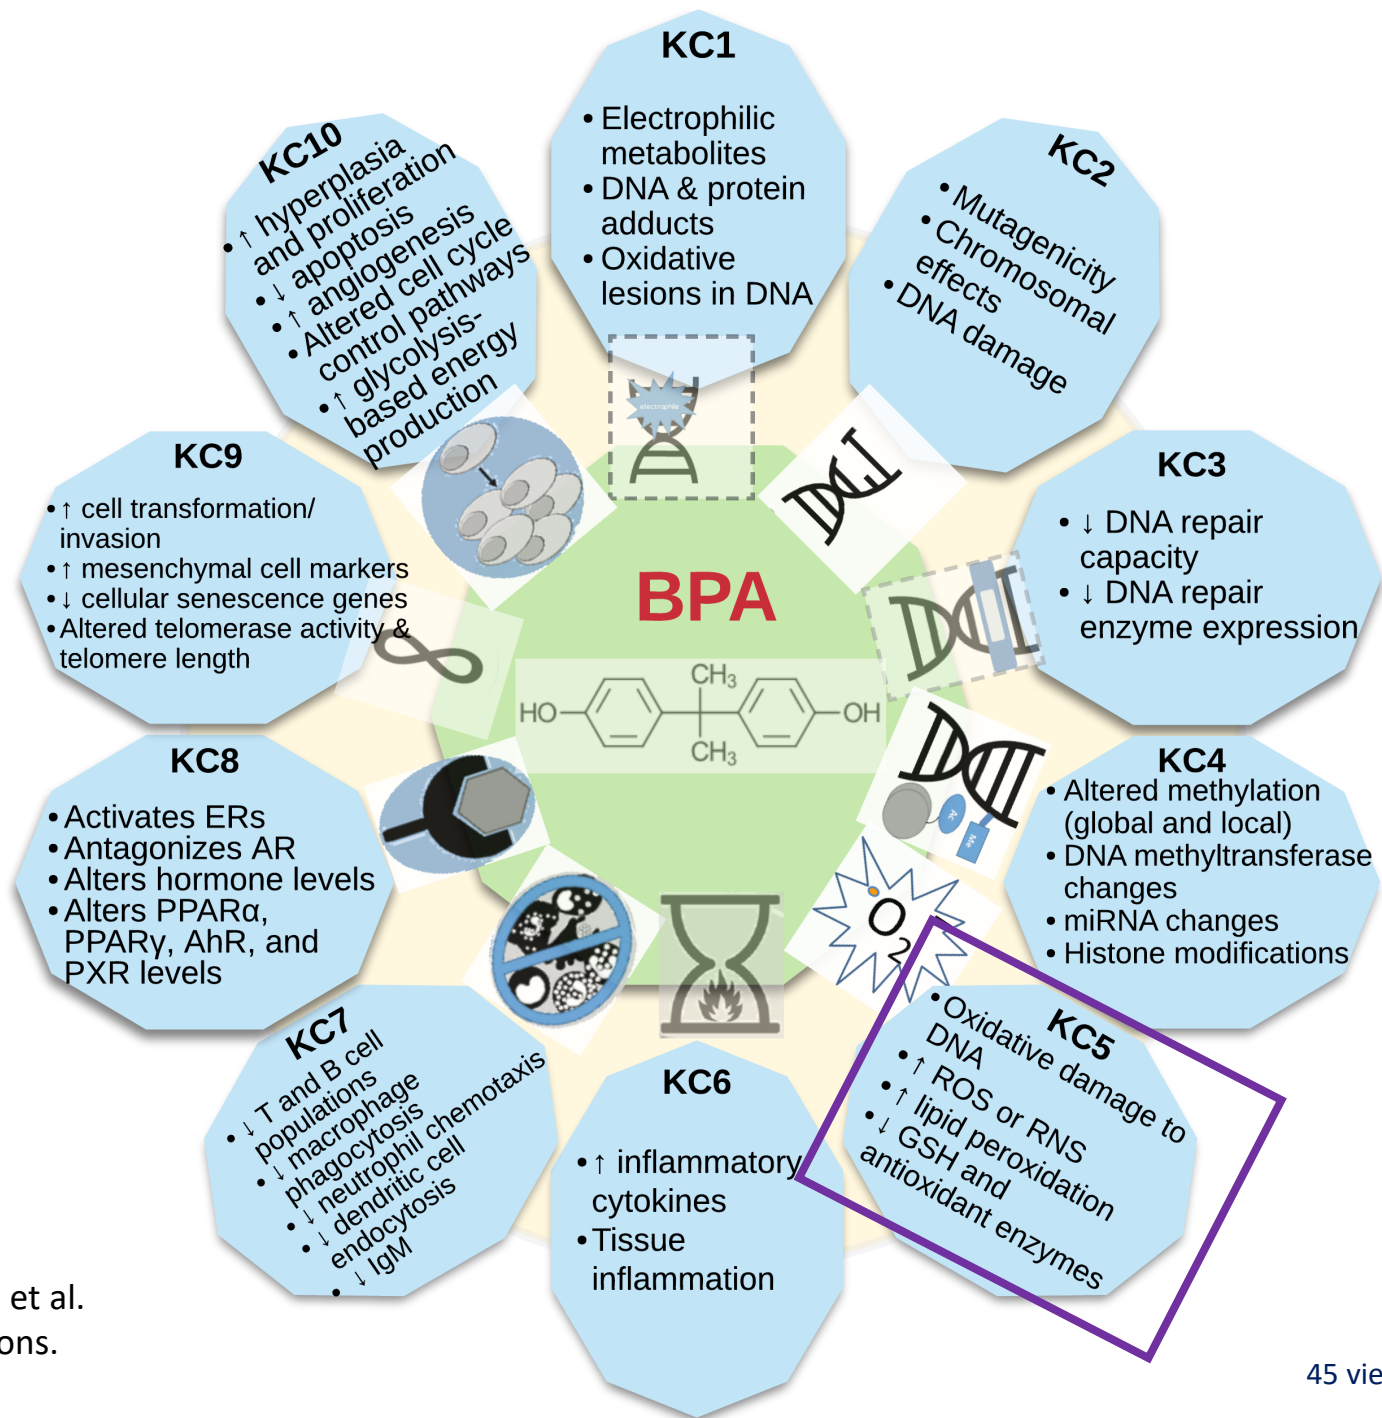 KC1
• Electrophilic
metabolites
• DNA & protein
adducts
• Oxidative
lesions in DNA
electrophile
KC2
• Mutagenicity
• Chromosomal
effects
• DNA damage
KC3
• ↓ DNA repair
capacity
• ↓ DNA repair
enzyme expression
KC4
• Altered methylation
(global and local)
• DNA methyltransferase
changes
• miRNA changes
• Histone modifications
Ac
Me
KC5
• Oxidative damage to
DNA
• ↑ ROS or RNS
• ↑ lipid peroxidation
• ↓ GSH and
antioxidant enzymes
O2
KC6
• ↑ inflammatory
cytokines
• Tissue
inflammation
KC7
• ↓ T and B cell
populations
• ↓ macrophage
phagocytosis
• ↓ neutrophil chemotaxis
• ↓ dendritic cell
endocytosis
• ↓ IgM
KC8
• Activates ERs
• Antagonizes AR
• Alters hormone levels
• Alters PPARα,
PPARγ, AhR, and
PXR levels
KC9
• ↑ cell transformation/
invasion
• ↑ mesenchymal cell markers
• ↓ cellular senescence genes
• Altered telomerase activity &
telomere length
KC10
• ↑ hyperplasia
and proliferation
• ↓ apoptosis
• ↑ angiogenesis
• Altered cell cycle
control pathways
• ↑ glycolysis-
based energy
production
BPA
CH3
HO
OH
CH3
et al.
ons.
45 vie